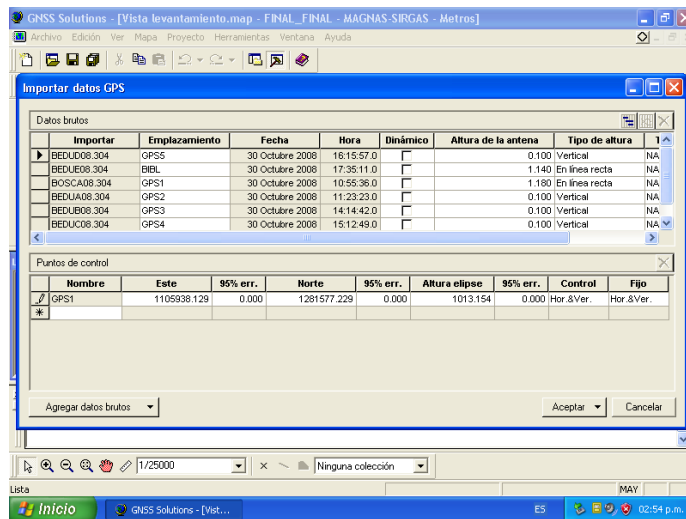 GNSS Solutions - [Vista levantamiento.map - FINAL_FINAL - MAGNAS-SIRGAS - Metros]
Archivo Edición Ver Mapa Proyecto Herramientas Ventana Ayuda
Importar datos GPS
Datos brutos
Importar Emplazamiento Fecha Hora Dinámico Altura de la antena Tipo de altura
BEDUD08.304 GPS5 30 Octubre 2008 16:15:57.0 0.100 Vertical NA
BEDUE08.304 BIBL 30 Octubre 2008 17:35:11.0 1.140 En línea recta NA
BOSCA08.304 GPS1 30 Octubre 2008 10:55:36.0 1.180 En línea recta NA
BEDUA08.304 GPS2 30 Octubre 2008 11:23:23.0 0.100 Vertical NA
BEDUB08.304 GPS3 30 Octubre 2008 14:14:42.0 0.100 Vertical NA
BEDUC08.304 GPS4 30 Octubre 2008 15:12:49.0 0.100 Vertical NA
Puntos de control
Nombre Este 95% err. Norte 95% err. Altura elipse 95% err. Control Fijo
GPS1 1105938.129 0.000 1281577.229 0.000 1013.154 0.000 Hor.&Ver. Hor.&Ver.
Agregar datos brutos Aceptar Cancelar
1/25000 Ninguna colección
Lista MAY
Inicio GNSS Solutions - [Vist... ES 02:54 p.m.